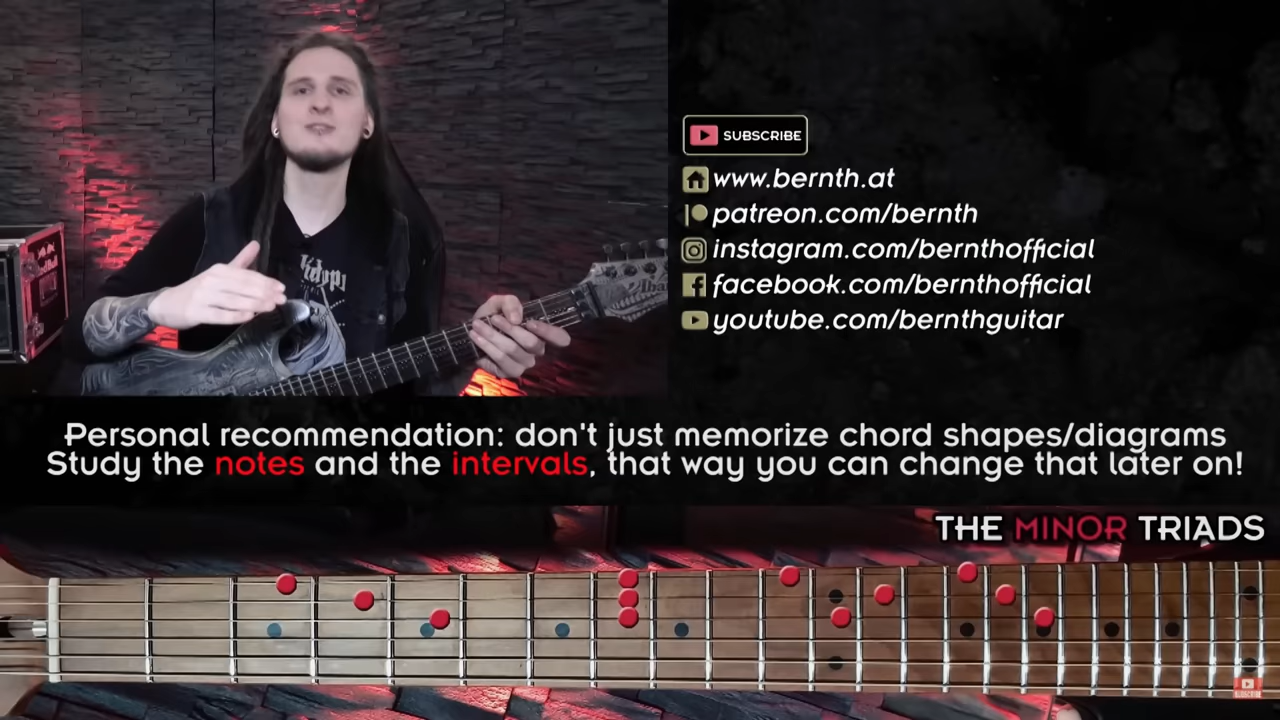 SUBSCRIBE
www.bernth.at
patreon.com/bernth
instagram.com/bernthofficial
facebook.com/bernthofficial
youtube.com/bernthguitar
Personal recommendation: don't just memorize chord shapes/diagrams
Study the notes and the intervals, that way you can change that later on!
THE MINOR TRIADS
SUBSCRIBE